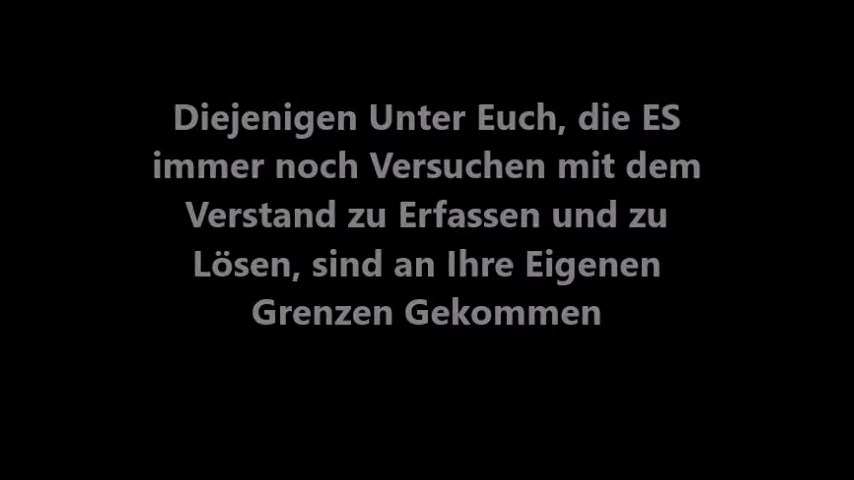 Diejenigen Unter Euch, die ES
immer noch Versuchen mit dem
Verstand zu Erfassen und zu
Lösen, sind an Ihre Eigenen
Grenzen Gekommen